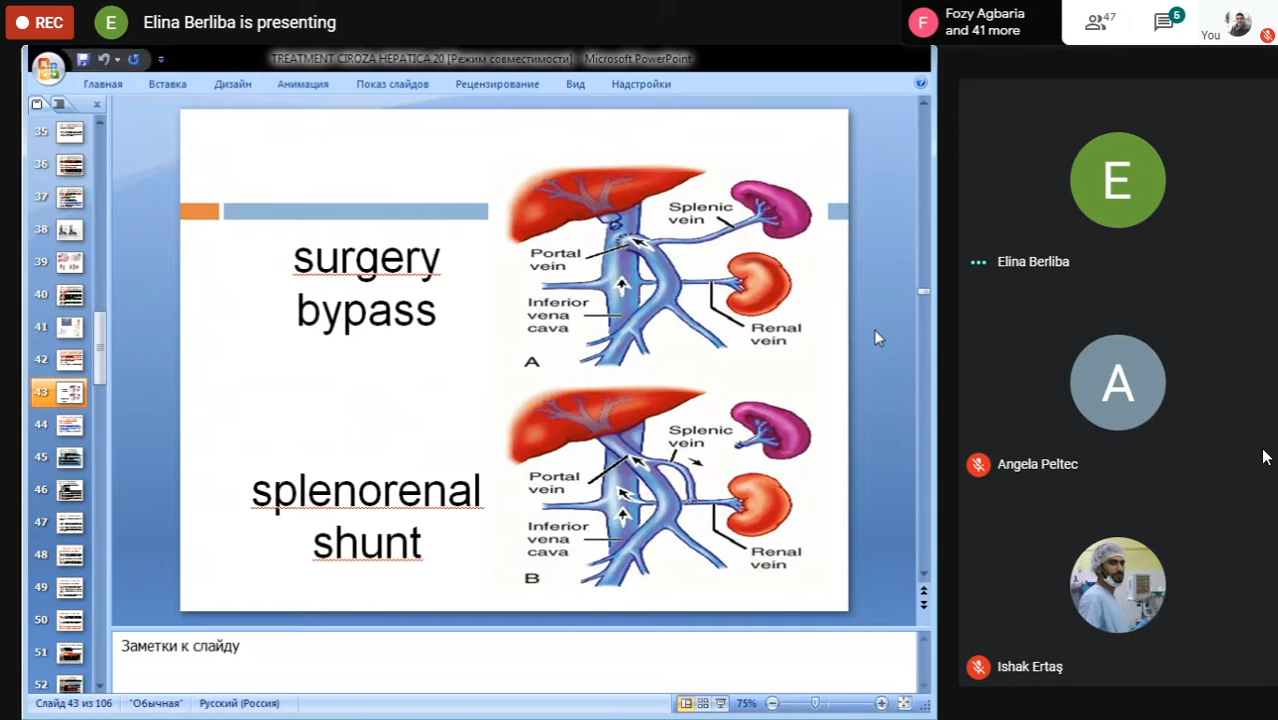 REC
E
Elina Berliba is presenting
F
Fozy Agbaria
and 41 more
47
5
You
TREATMENT CIROZA HEPATICA 20 [Режим совместимости] - Microsoft PowerPoint
Главная
Вставка
Дизайн
Анимация
Показ слайдов
Рецензирование
Вид
Надстройки
35
36
37
38
39
40
41
42
43
44
45
46
47
48
49
50
51
52
surgery
bypass
Splenic
vein
Portal
vein
Inferior
vena
cava
Renal
vein
A
splenorenal
shunt
Splenic
vein
Portal
vein
Inferior
vena
cava
Renal
vein
B
Заметки к слайду
Слайд 43 из 106
"Обычная"
Русский (Россия)
75%
E
Elina Berliba
A
Angela Peltec
Ishak Ertaş